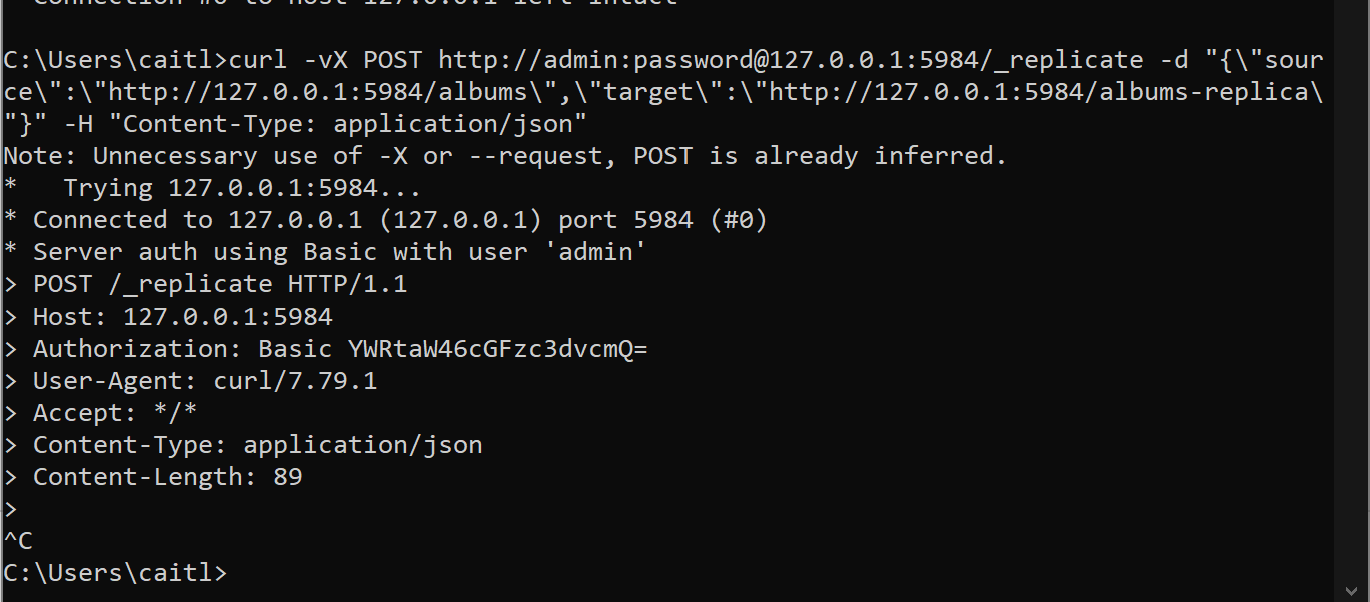 Connection #0 to host 127.0.0.1 left intact
C:\Users\caitl>curl -vX POST http://admin:password@127.0.0.1:5984/_replicate -d "{\"sour
ce\":\"http://127.0.0.1:5984/albums\",\"target\":\"http://127.0.0.1:5984/albums-replica\
"}" -H "Content-Type: application/json"
Note: Unnecessary use of -X or --request, POST is already inferred.
*   Trying 127.0.0.1:5984...
* Connected to 127.0.0.1 (127.0.0.1) port 5984 (#0)
* Server auth using Basic with user 'admin'
> POST /_replicate HTTP/1.1
> Host: 127.0.0.1:5984
> Authorization: Basic YWRtaW46cGFzc3dvcmQ=
> User-Agent: curl/7.79.1
> Accept: */*
> Content-Type: application/json
> Content-Length: 89
>
^C
C:\Users\caitl>